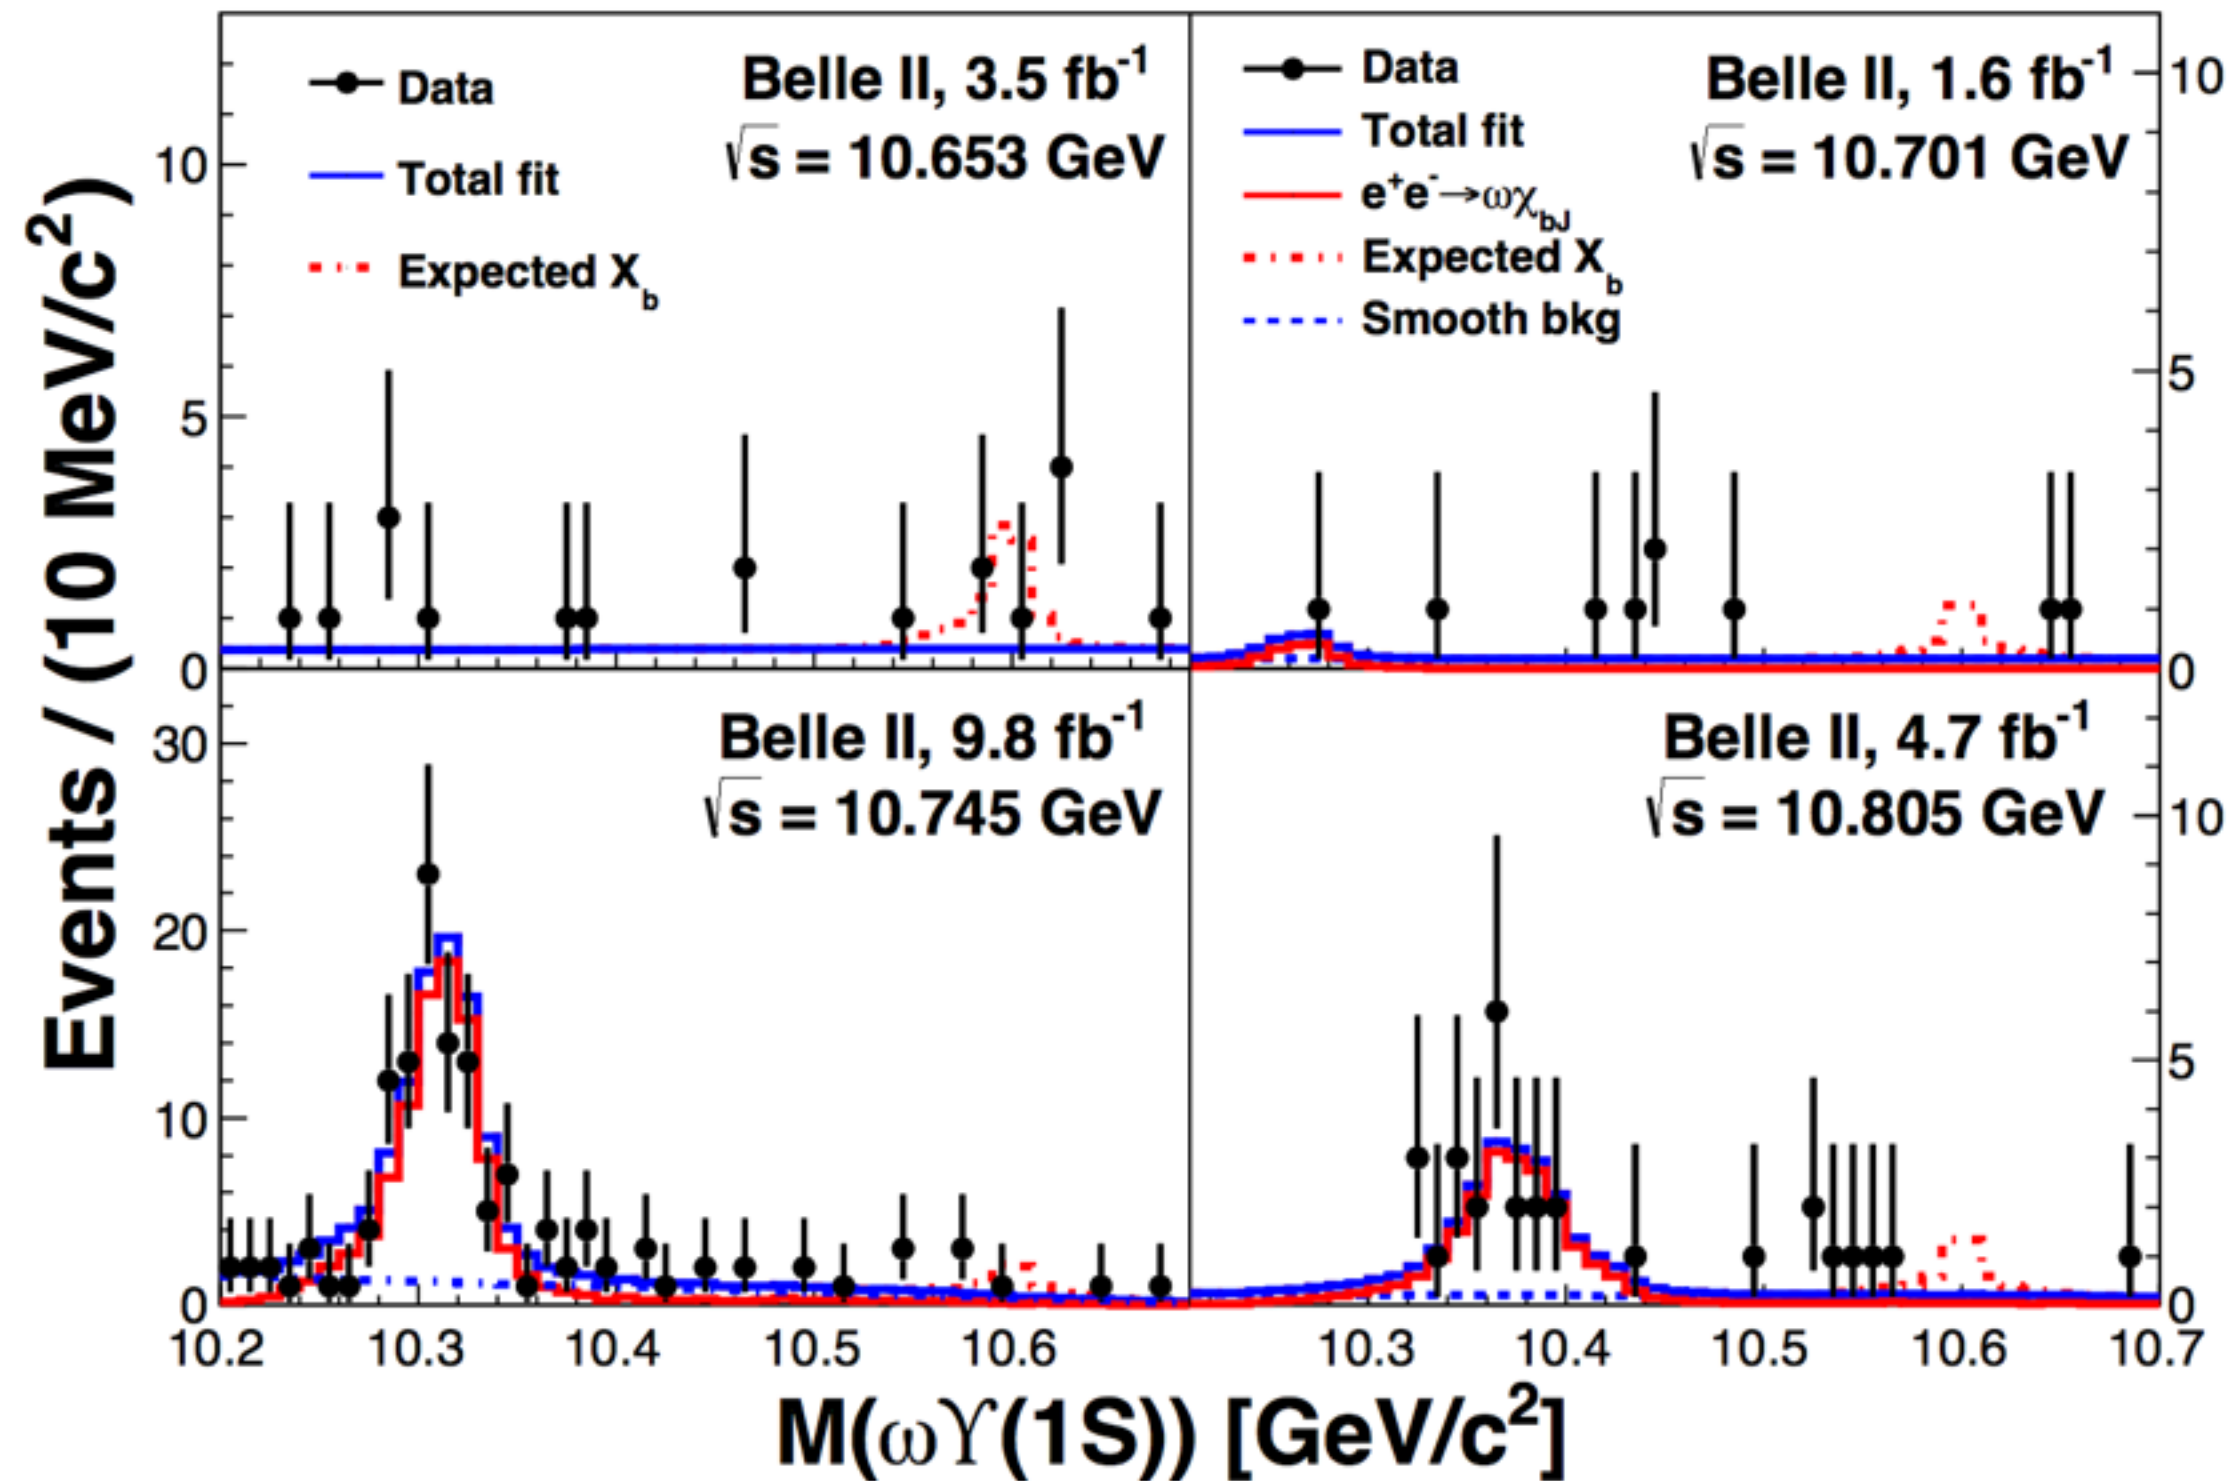 Events / (10 MeV/c²)
Data
Total fit
Expected X_b
Belle II, 3.5 fb⁻¹
√s = 10.653 GeV
10
5
0
Data
Total fit
e⁺e⁻→ωχ_bJ
Expected X_b
Smooth bkg
Belle II, 1.6 fb⁻¹
√s = 10.701 GeV
10
5
0
Belle II, 9.8 fb⁻¹
√s = 10.745 GeV
30
20
10
0
Belle II, 4.7 fb⁻¹
√s = 10.805 GeV
10
5
0
10.2 10.3 10.4 10.5 10.6 10.3 10.4 10.5 10.6 10.7
M(ωϒ(1S)) [GeV/c²]